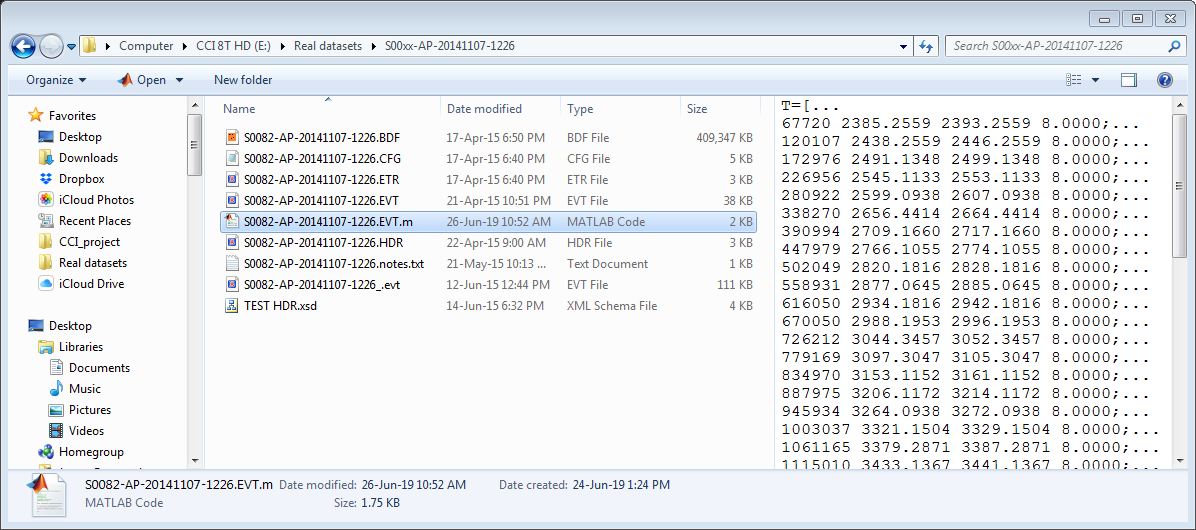 Computer ▸ CCI 8T HD (E:) ▸ Real datasets ▸ S00xx-AP-20141107-1226
Search S00xx-AP-20141107-1226
Organize Open New folder
Name Date modified Type Size
S0082-AP-20141107-1226.BDF 17-Apr-15 6:50 PM BDF File 409,347 KB
S0082-AP-20141107-1226.CFG 17-Apr-15 6:40 PM CFG File 5 KB
S0082-AP-20141107-1226.ETR 17-Apr-15 6:40 PM ETR File 3 KB
S0082-AP-20141107-1226.EVT 21-Apr-15 10:51 PM EVT File 38 KB
S0082-AP-20141107-1226.EVT.m 26-Jun-19 10:52 AM MATLAB Code 2 KB
S0082-AP-20141107-1226.HDR 22-Apr-15 9:00 AM HDR File 3 KB
S0082-AP-20141107-1226.notes.txt 21-May-15 10:13 ... Text Document 1 KB
S0082-AP-20141107-1226_.evt 12-Jun-15 12:44 PM EVT File 111 KB
TEST HDR.xsd 14-Jun-15 6:32 PM XML Schema File 4 KB
Favorites
Desktop
Downloads
Dropbox
iCloud Photos
Recent Places
CCI_project
Real datasets
iCloud Drive
Desktop
Libraries
Documents
Music
Pictures
Videos
Homegroup
T=[...
67720 2385.2559 2393.2559 8.0000;...
120107 2438.2559 2446.2559 8.0000;...
172976 2491.1348 2499.1348 8.0000;...
226956 2545.1133 2553.1133 8.0000;...
280922 2599.0938 2607.0938 8.0000;...
338270 2656.4414 2664.4414 8.0000;...
390994 2709.1660 2717.1660 8.0000;...
447979 2766.1055 2774.1055 8.0000;...
502049 2820.1816 2828.1816 8.0000;...
558931 2877.0645 2885.0645 8.0000;...
616050 2934.1816 2942.1816 8.0000;...
670050 2988.1953 2996.1953 8.0000;...
726212 3044.3457 3052.3457 8.0000;...
779169 3097.3047 3105.3047 8.0000;...
834970 3153.1152 3161.1152 8.0000;...
887975 3206.1172 3214.1172 8.0000;...
945934 3264.0938 3272.0938 8.0000;...
1003037 3321.1504 3329.1504 8.0000;...
1061165 3379.2871 3387.2871 8.0000;...
1115010 3433.1367 3441.1367 8.0000;...
S0082-AP-20141107-1226.EVT.m Date modified: 26-Jun-19 10:52 AM Date created: 24-Jun-19 1:24 PM
MATLAB Code Size: 1.75 KB